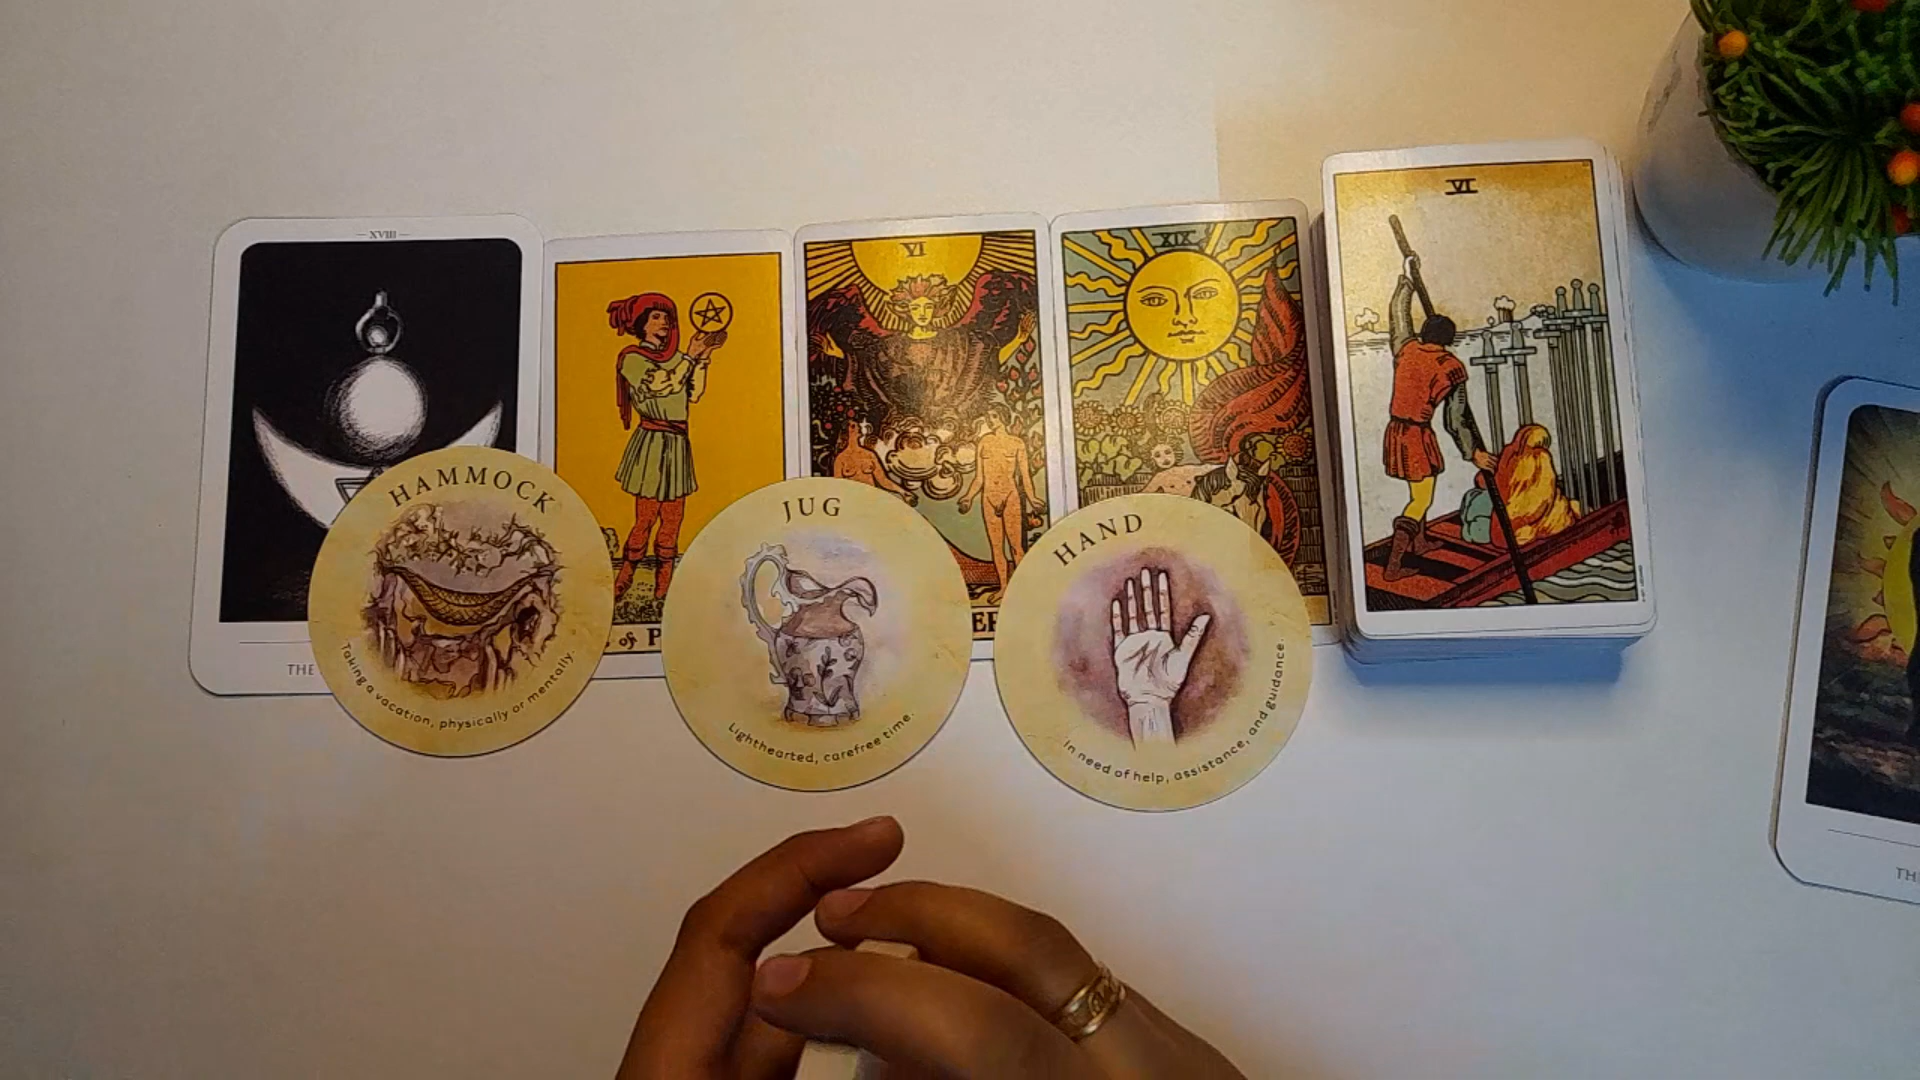 — XVIII —
VI
XIX
VI
HAMMOCK
JUG
HAND
of P
Taking a vacation, physically or mentally.
Lighthearted, carefree time.
In need of help, assistance, and guidance.
THE
TH